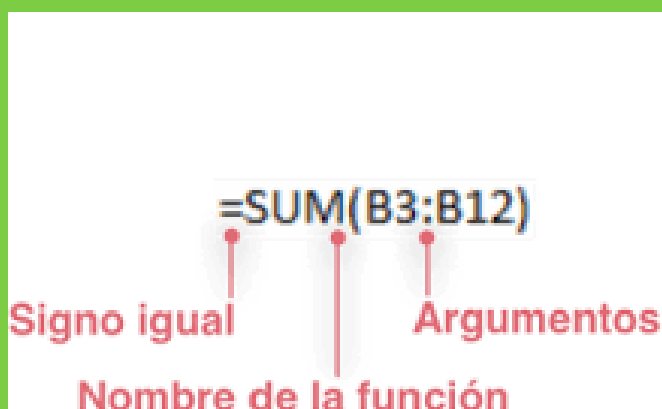 =SUM(B3:B12)
Signo igual
Argumentos
Nombre de la función